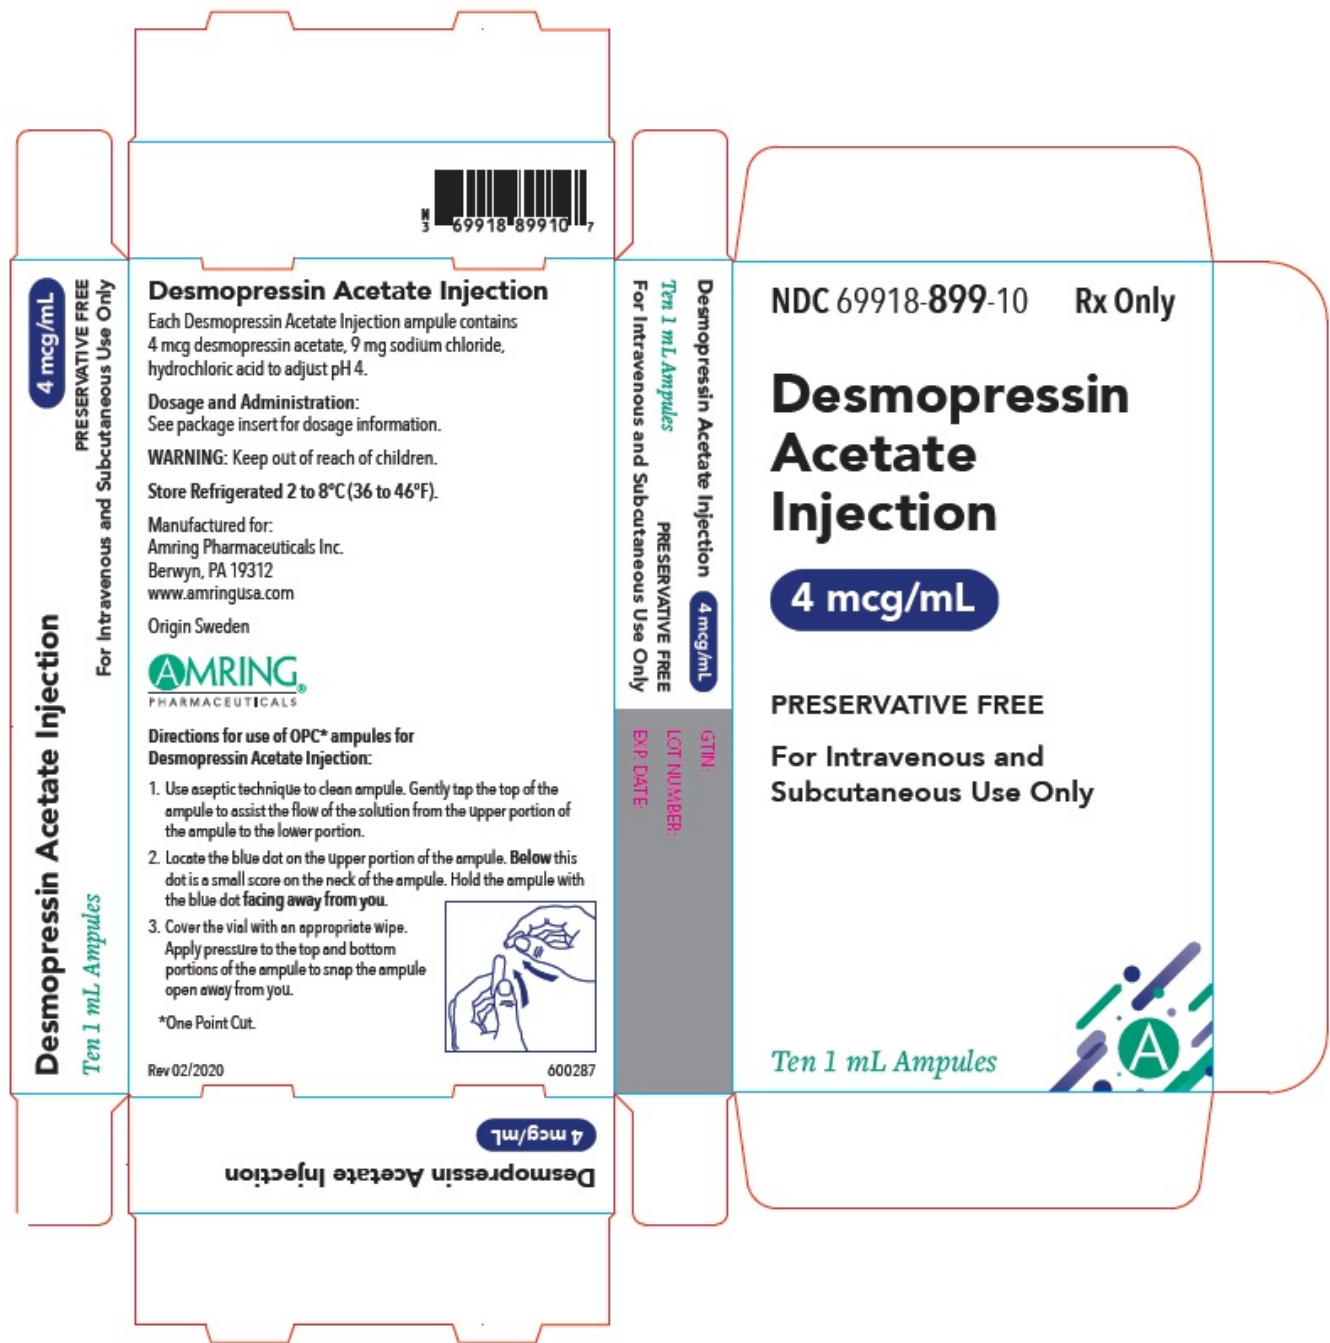 N
3 69918 89910 7
4 mcg/mL
PRESERVATIVE FREE
For Intravenous and Subcutaneous Use Only
Desmopressin Acetate Injection
Ten 1 mL Ampules
Desmopressin Acetate Injection
Each Desmopressin Acetate Injection ampule contains
4 mcg desmopressin acetate, 9 mg sodium chloride,
hydrochloric acid to adjust pH 4.
Dosage and Administration:
See package insert for dosage information.
WARNING: Keep out of reach of children.
Store Refrigerated 2 to 8°C (36 to 46°F).
Manufactured for:
Amring Pharmaceuticals Inc.
Berwyn, PA 19312
www.amringusa.com
Origin Sweden
AMRING®
PHARMACEUTICALS
Directions for use of OPC* ampules for
Desmopressin Acetate Injection:
1. Use aseptic technique to clean ampule. Gently tap the top of the
ampule to assist the flow of the solution from the upper portion of
the ampule to the lower portion.
2. Locate the blue dot on the upper portion of the ampule. Below this
dot is a small score on the neck of the ampule. Hold the ampule with
the blue dot facing away from you.
3. Cover the vial with an appropriate wipe.
Apply pressure to the top and bottom
portions of the ampule to snap the ampule
open away from you.
*One Point Cut.
Rev 02/2020 600287
Desmopressin Acetate Injection
4 mcg/mL
Desmopressin Acetate Injection 4 mcg/mL
Ten 1 mL Ampules PRESERVATIVE FREE
For Intravenous and Subcutaneous Use Only
GTIN:
LOT NUMBER:
EXP. DATE:
NDC 69918-899-10 Rx Only
Desmopressin
Acetate
Injection
4 mcg/mL
PRESERVATIVE FREE
For Intravenous and
Subcutaneous Use Only
Ten 1 mL Ampules
A